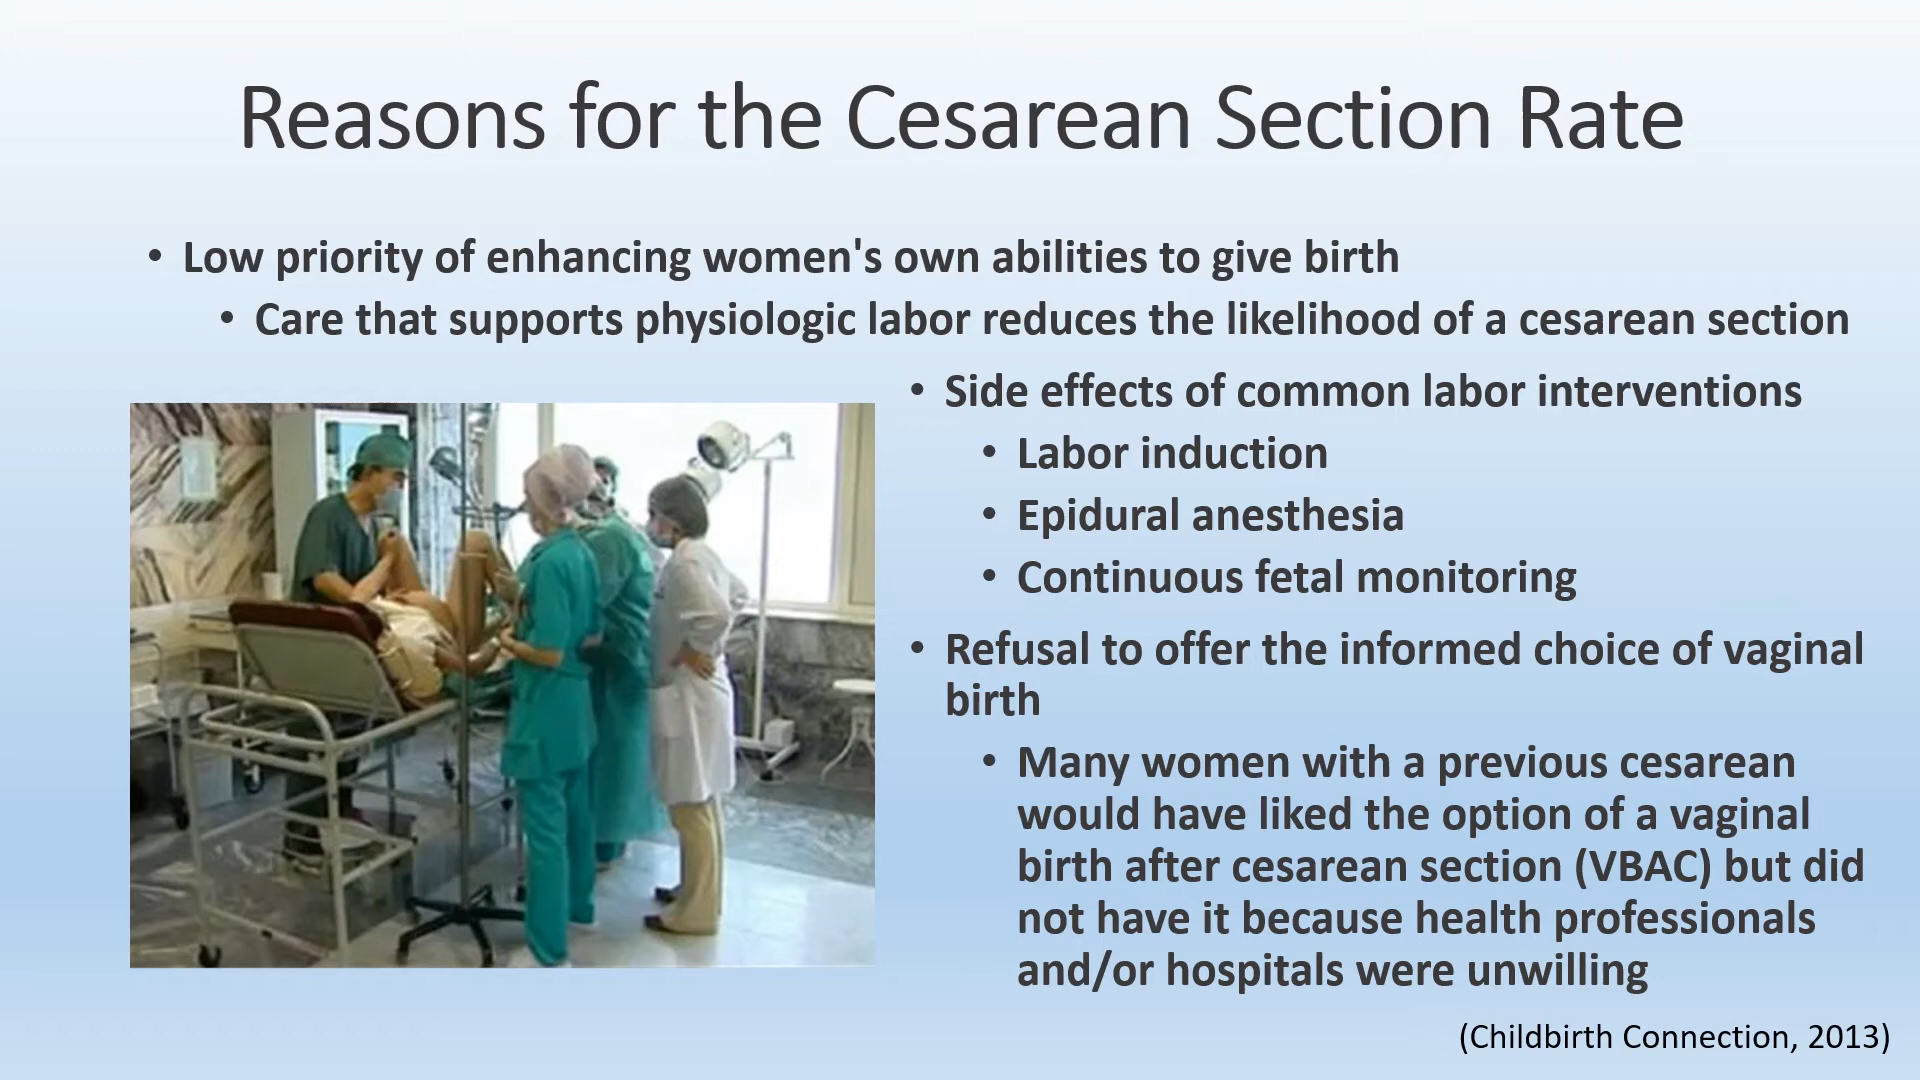 Reasons for the Cesarean Section Rate
• Low priority of enhancing women's own abilities to give birth
• Care that supports physiologic labor reduces the likelihood of a cesarean section
• Side effects of common labor interventions
• Labor induction
• Epidural anesthesia
• Continuous fetal monitoring
• Refusal to offer the informed choice of vaginal
birth
• Many women with a previous cesarean
would have liked the option of a vaginal
birth after cesarean section (VBAC) but did
not have it because health professionals
and/or hospitals were unwilling
(Childbirth Connection, 2013)